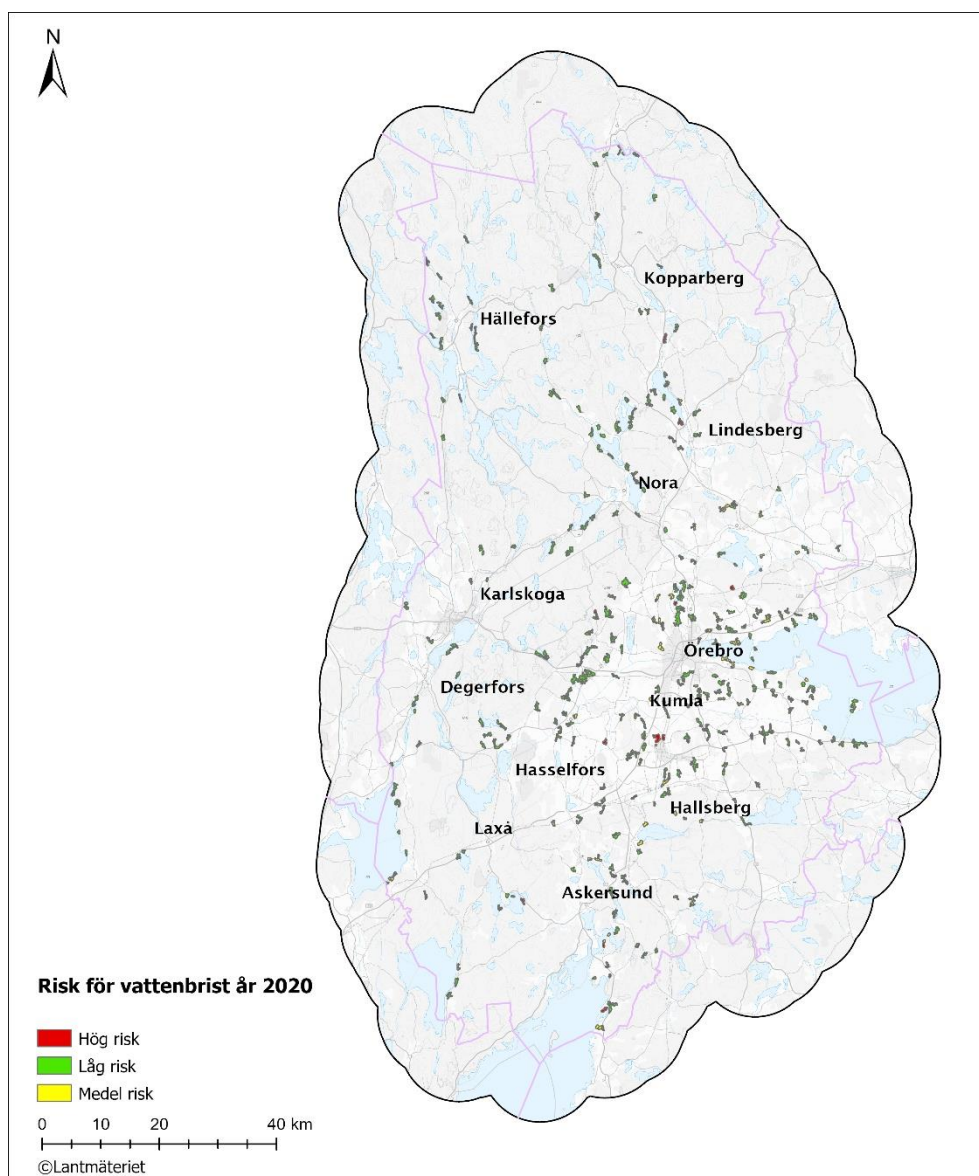 N
Kopparberg
Hällefors
Lindesberg
Nora
Karlskoga
Örebro
Degerfors
Kumla
Hasselfors
Hallsberg
Laxå
Askersund
Risk för vattenbrist år 2020
Hög risk
Låg risk
Medel risk
0 10 20 40 km
©Lantmäteriet